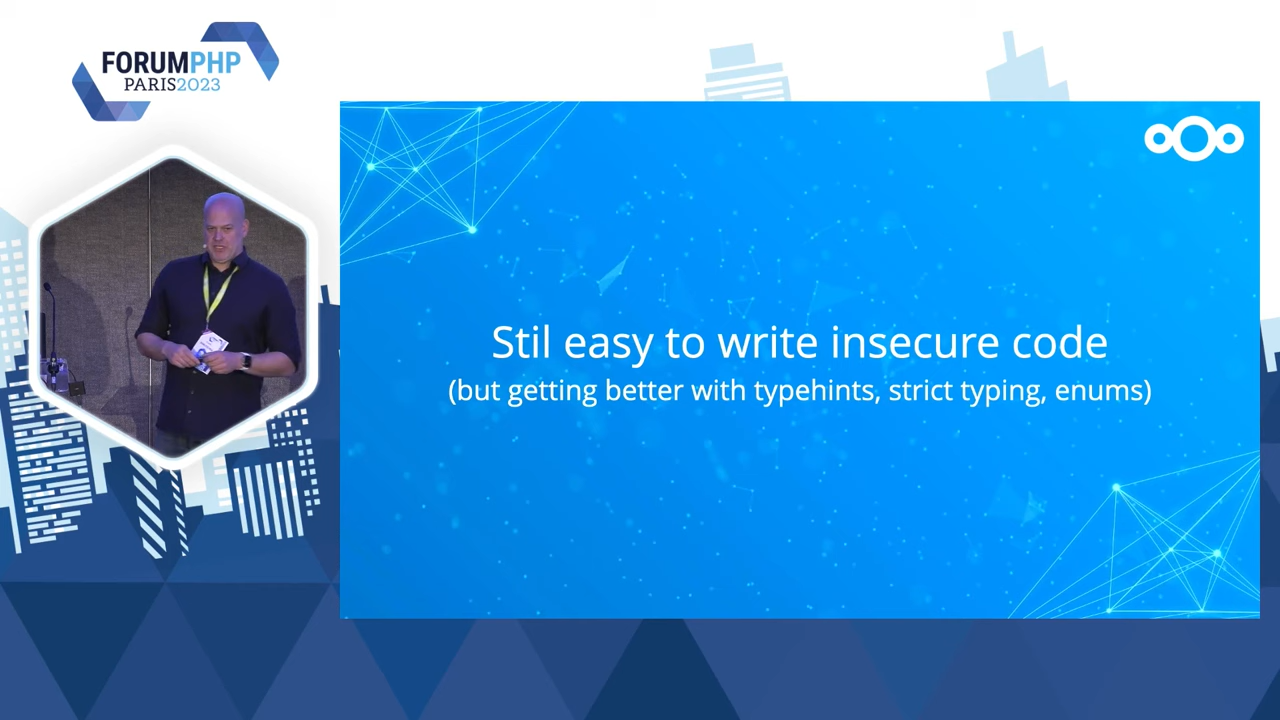 FORUMPHP
PARIS2023
Stil easy to write insecure code
(but getting better with typehints, strict typing, enums)